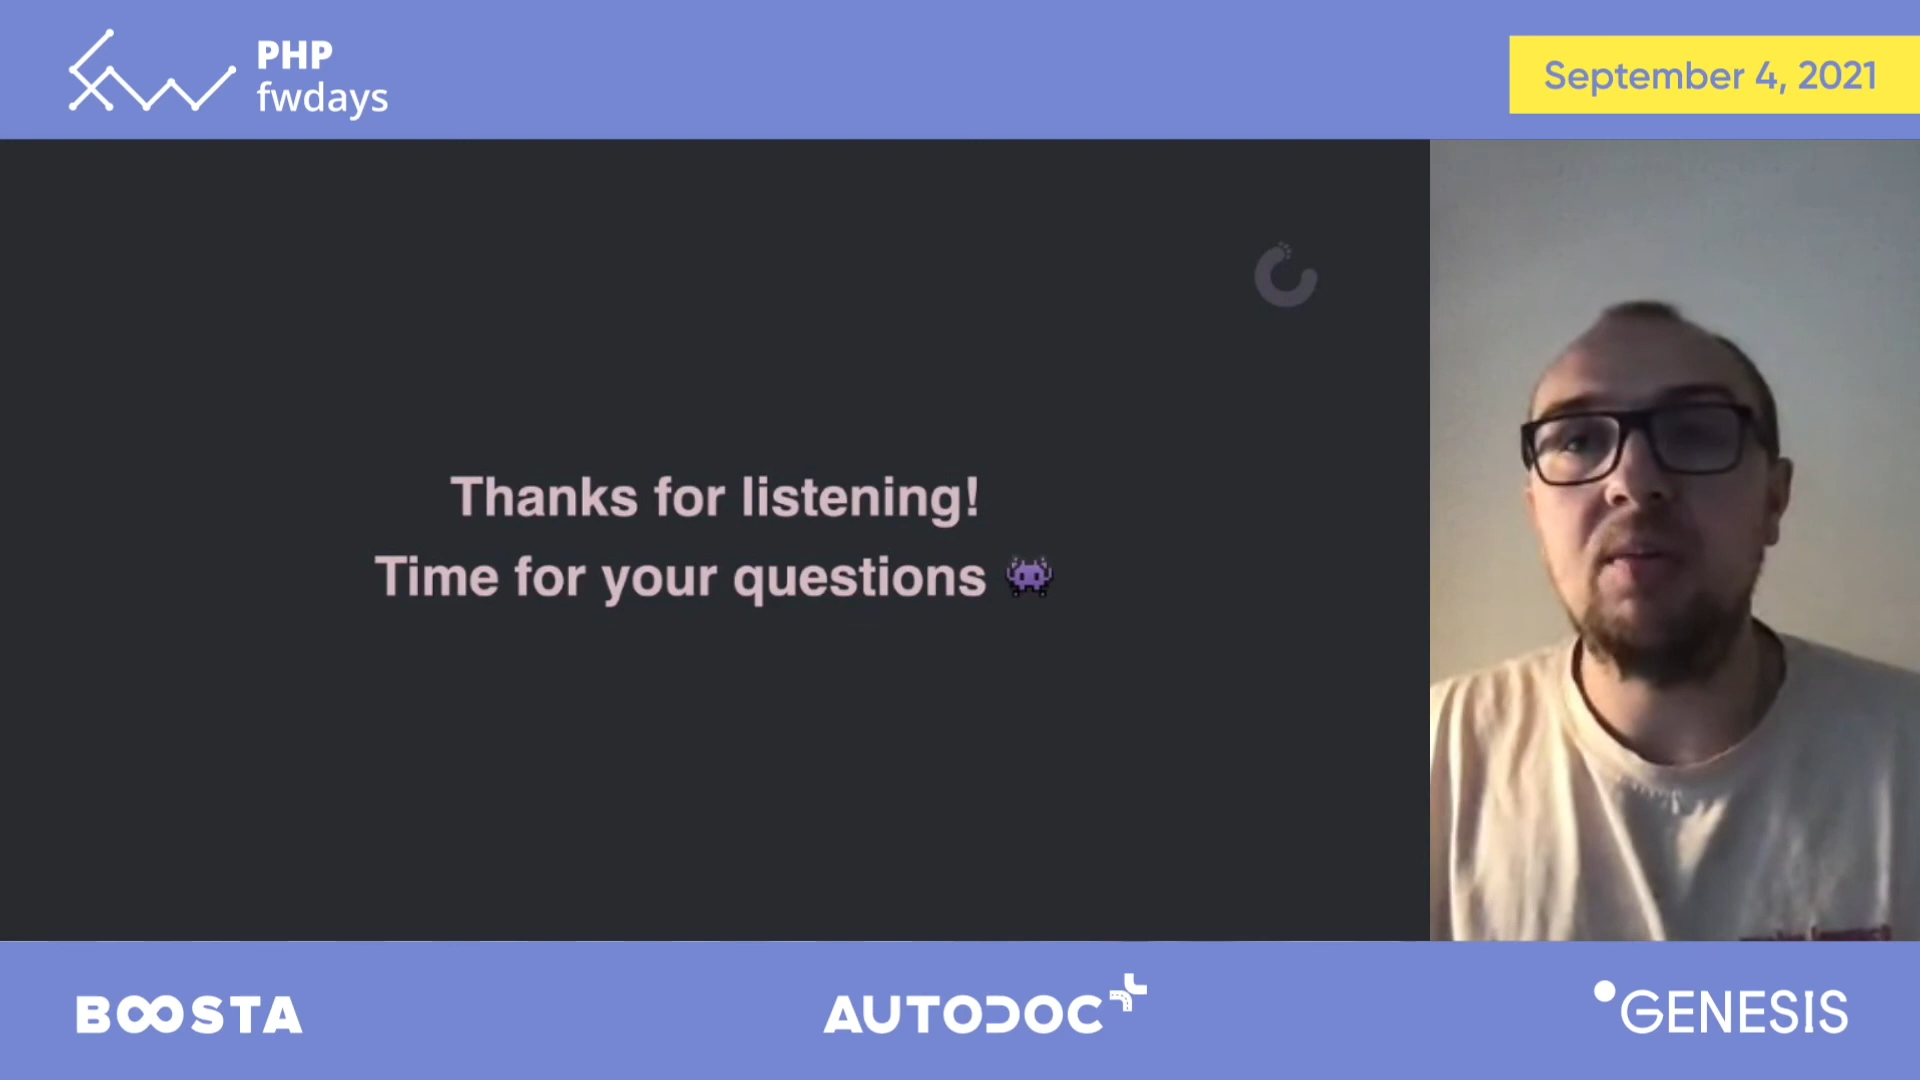 PHP
fwdays
September 4, 2021
Thanks for listening!
Time for your questions 👾
BOOSTA
AUTODOC
GENESIS